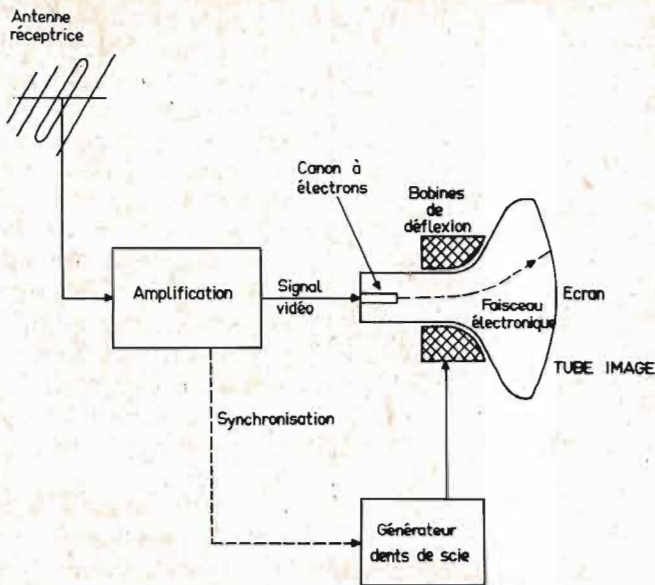 Antenne
réceptrice
Canon à
électrons
Bobines
de
déflexion
Amplification
Signal
vidéo
Faisceau
électronique
Ecran
TUBE IMAGE
Synchronisation
Générateur
dents de scie